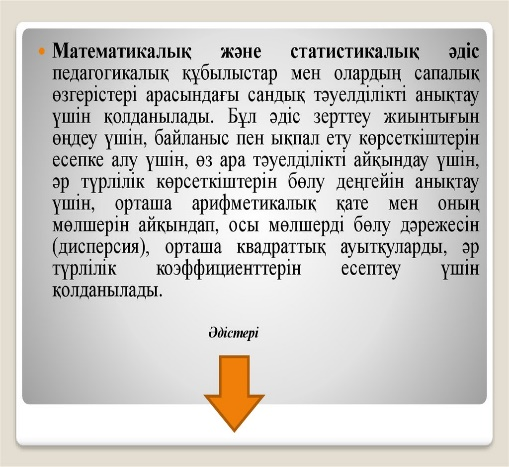 Математикалық және статистикалық әдіс
педагогикалық құбылыстар мен олардың сапалық
өзгерістері арасындағы сандық тәуелділікті анықтау
үшін қолданылады. Бұл әдіс зерттеу жиынтығын
өңдеу үшін, байланыс пен ықпал ету көрсеткіштерін
есепке алу үшін, өз ара тәуелділікті айқындау үшін,
әр түрлілік көрсеткіштерін бөлу деңгейін анықтау
үшін, орташа арифметикалық қате мен оның
мөлшерін айқындап, осы мөлшерді бөлу дәрежесін
(дисперсия), орташа квадраттық ауытқуларды, әр
түрлілік коэффициенттерін есептеу үшін
қолданылады.
Әдістері